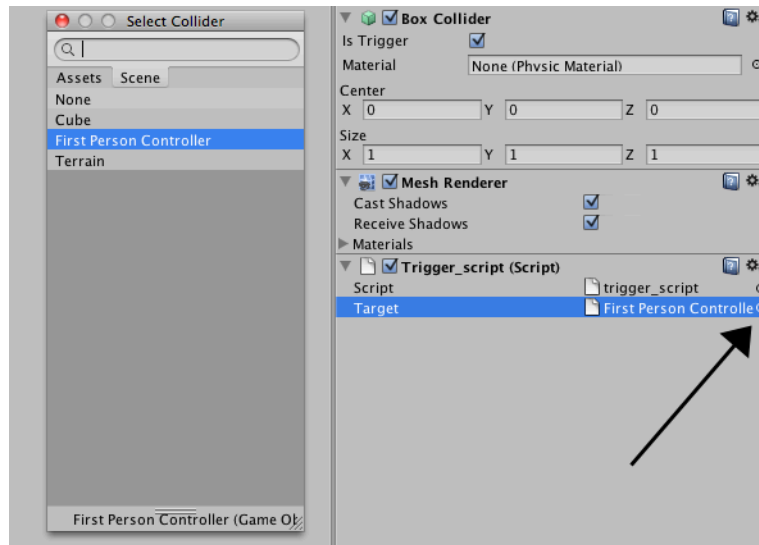 Select Collider
Assets Scene
None
Cube
First Person Controller
Terrain
First Person Controller (Game Ob
Box Collider
Is Trigger
Material None (Physic Material)
Center
X 0 Y 0 Z 0
Size
X 1 Y 1 Z 1
Mesh Renderer
Cast Shadows
Receive Shadows
Materials
Trigger_script (Script)
Script trigger_script
Target First Person Controlle